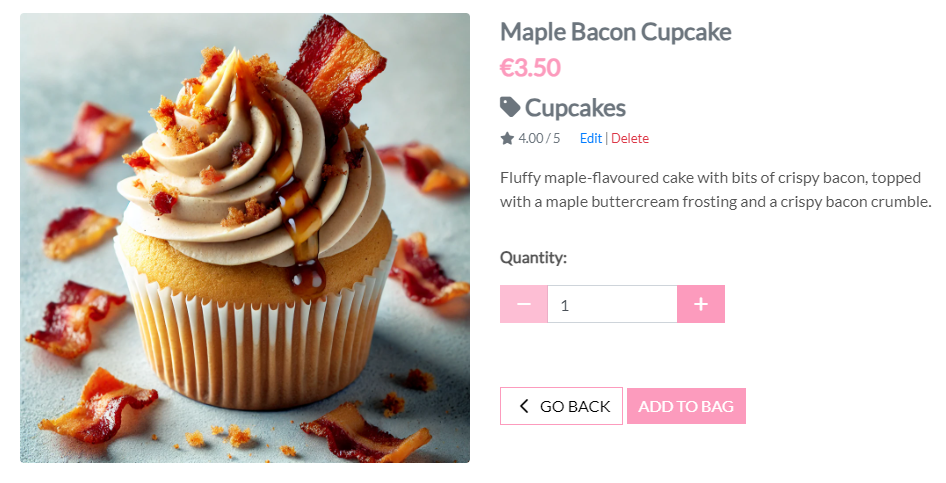 Maple Bacon Cupcake
€3.50
Cupcakes
4.00 / 5 Edit | Delete
Fluffy maple-flavoured cake with bits of crispy bacon, topped
with a maple buttercream frosting and a crispy bacon crumble.
Quantity:
1
GO BACK ADD TO BAG